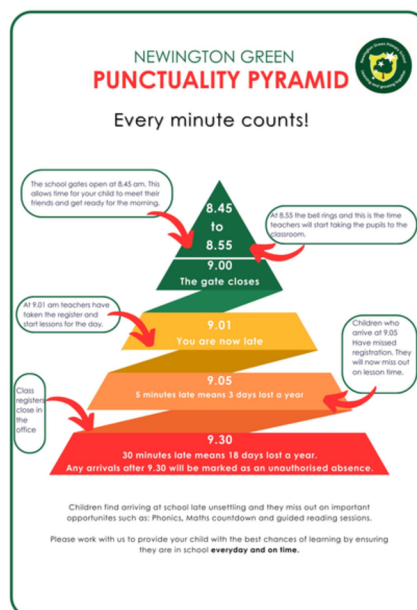 NEWINGTON GREEN
PUNCTUALITY PYRAMID
Newington Green Primary School
Learning and growing together
Every minute counts!
The school gates open at 8.45 am. This
allows time for your child to meet their
friends and get ready for the morning.
8.45
to
8.55
At 8.55 the bell rings and this is the time
teachers will start taking the pupils to the
classroom.
9.00
The gate closes
At 9.01 am teachers have
taken the register and
start lessons for the day.
9.01
You are now late
Children who
arrive at 9.05
Have missed
registration. They
will now miss out
on lesson time.
9.05
5 minutes late means 3 days lost a year
Class
registers
close in
the
office
9.30
30 minutes late means 18 days lost a year.
Any arrivals after 9.30 will be marked as an unauthorised absence.
Children find arriving at school late unsettling and they miss out on important
opportunites such as: Phonics, Maths countdown and guided reading sessions.
Please work with us to provide your child with the best chances of learning by ensuring
they are in school everyday and on time.